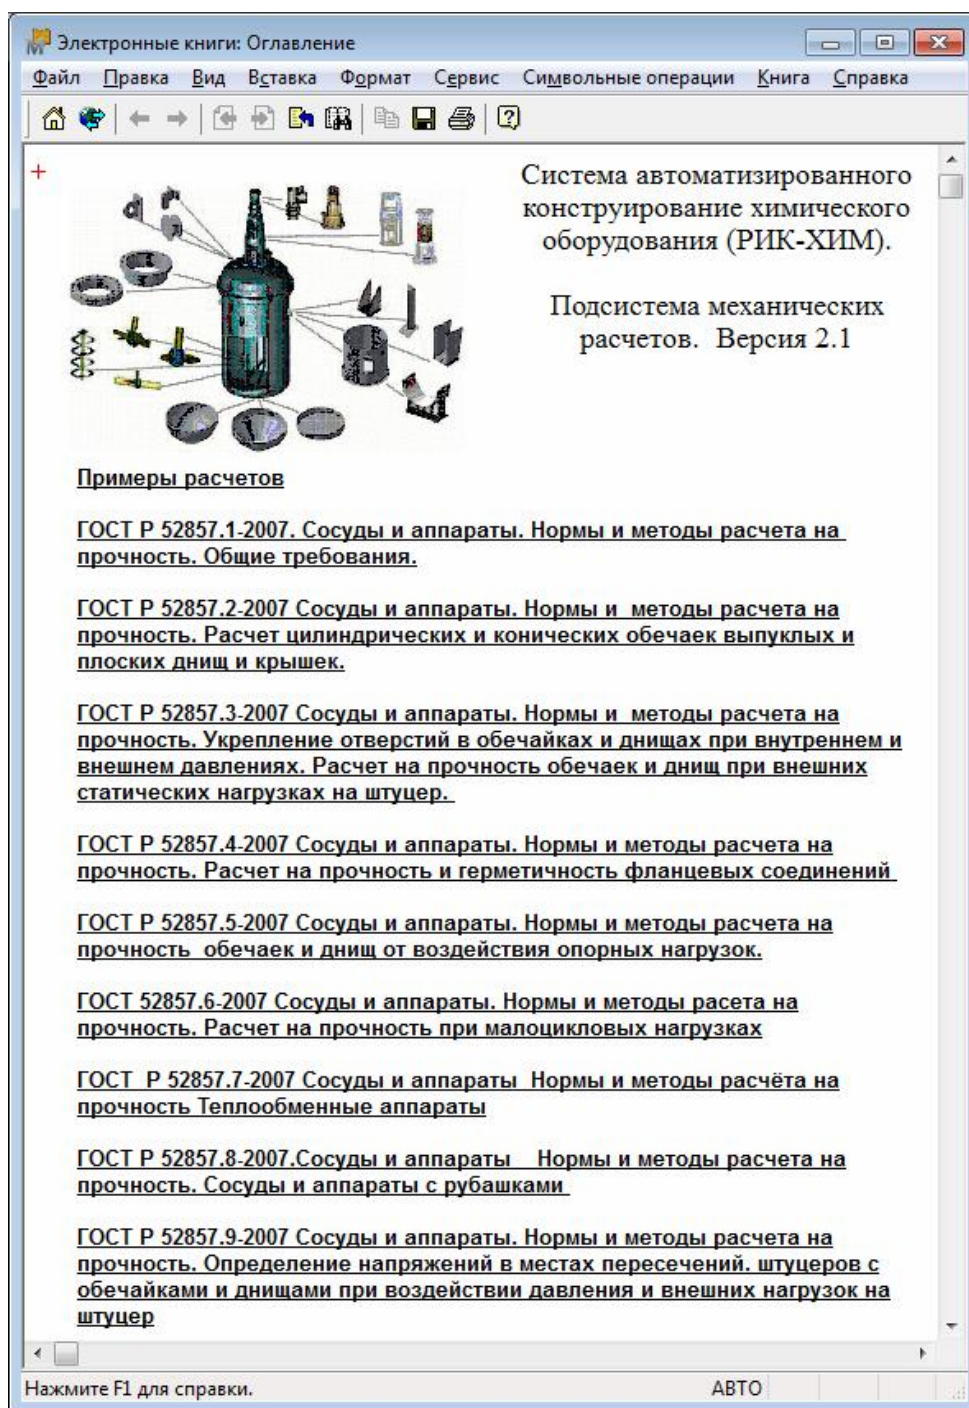 Электронные книги: Оглавление
Файл Правка Вид Вставка Формат Сервис Символьные операции Книга Справка
Система автоматизированного
конструирование химического
оборудования (РИК-ХИМ).
Подсистема механических
расчетов. Версия 2.1
Примеры расчетов
ГОСТ Р 52857.1-2007. Сосуды и аппараты. Нормы и методы расчета на
прочность. Общие требования.
ГОСТ Р 52857.2-2007 Сосуды и аппараты. Нормы и методы расчета на
прочность. Расчет цилиндрических и конических обечаек выпуклых и
плоских днищ и крышек.
ГОСТ Р 52857.3-2007 Сосуды и аппараты. Нормы и методы расчета на
прочность. Укрепление отверстий в обечайках и днищах при внутреннем и
внешнем давлениях. Расчет на прочность обечаек и днищ при внешних
статических нагрузках на штуцер.
ГОСТ Р 52857.4-2007 Сосуды и аппараты. Нормы и методы расчета на
прочность. Расчет на прочность и герметичность фланцевых соединений
ГОСТ Р 52857.5-2007 Сосуды и аппараты. Нормы и методы расчета на
прочность обечаек и днищ от воздействия опорных нагрузок.
ГОСТ 52857.6-2007 Сосуды и аппараты. Нормы и методы расета на
прочность. Расчет на прочность при малоцикловых нагрузках
ГОСТ Р 52857.7-2007 Сосуды и аппараты Нормы и методы расчёта на
прочность Теплообменные аппараты
ГОСТ Р 52857.8-2007.Сосуды и аппараты Нормы и методы расчета на
прочность. Сосуды и аппараты с рубашками
ГОСТ Р 52857.9-2007 Сосуды и аппараты. Нормы и методы расчета на
прочность. Определение напряжений в местах пересечений. штуцеров с
обечайками и днищами при воздействии давления и внешних нагрузок на
штуцер
Нажмите F1 для справки. АВТО